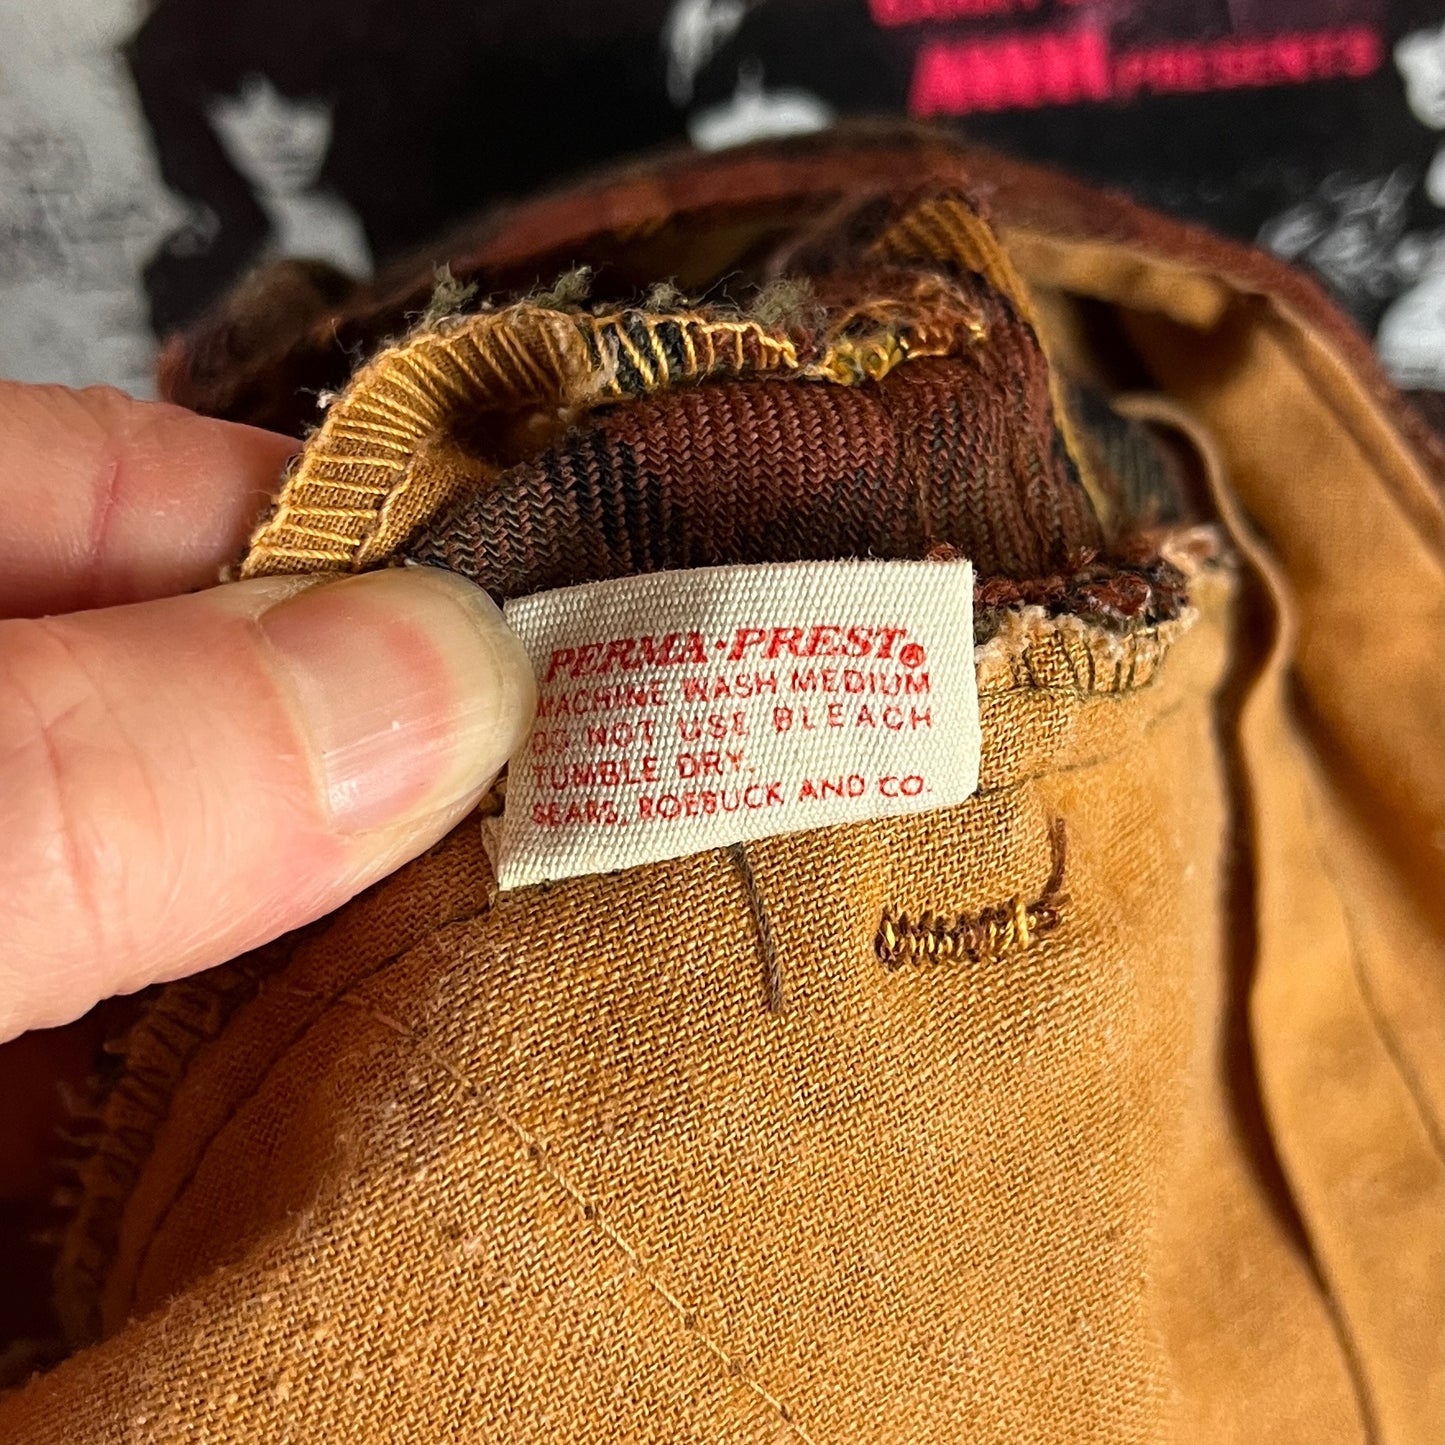 PRESENTS
PERMA·PREST®
MACHINE WASH MEDIUM
DO NOT USE BLEACH
TUMBLE DRY.
SEARS, ROEBUCK AND CO.